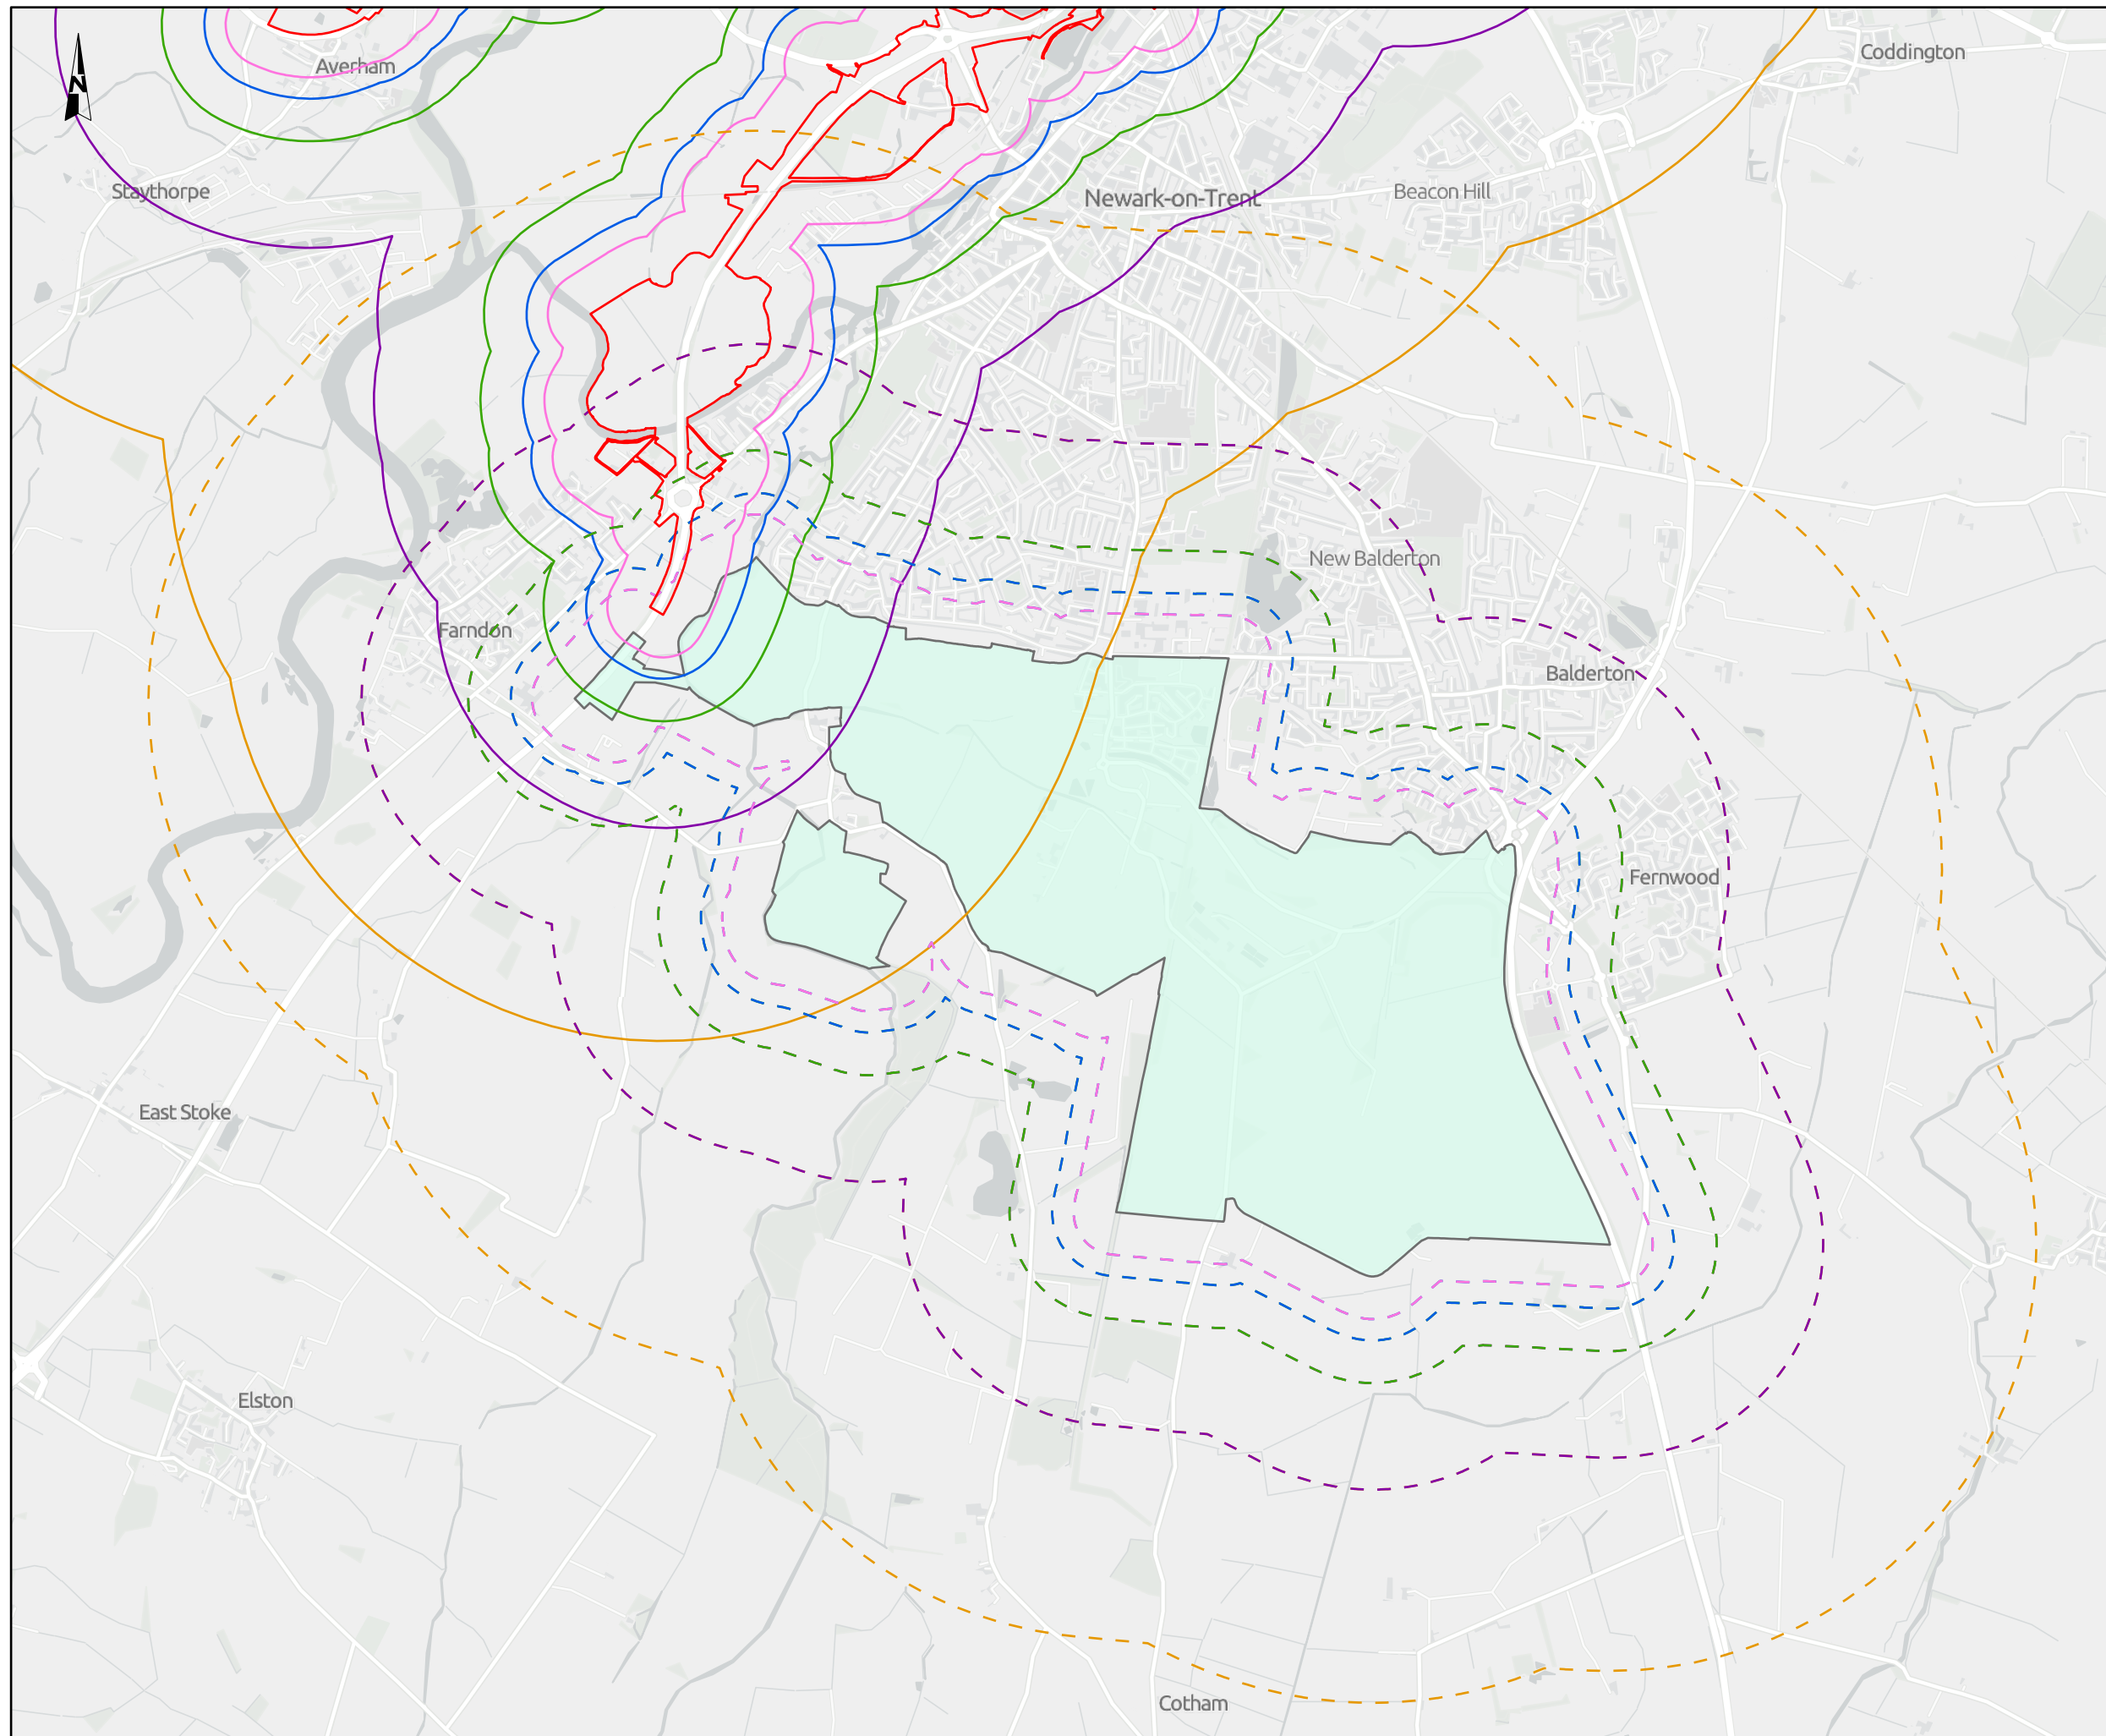 Coddington
Averham
N
Staythorpe
Beacon Hill
Newark-on-Trent
New Balderton
Farndon
Balderton
Fernwood
East Stoke
Elston
Cotham